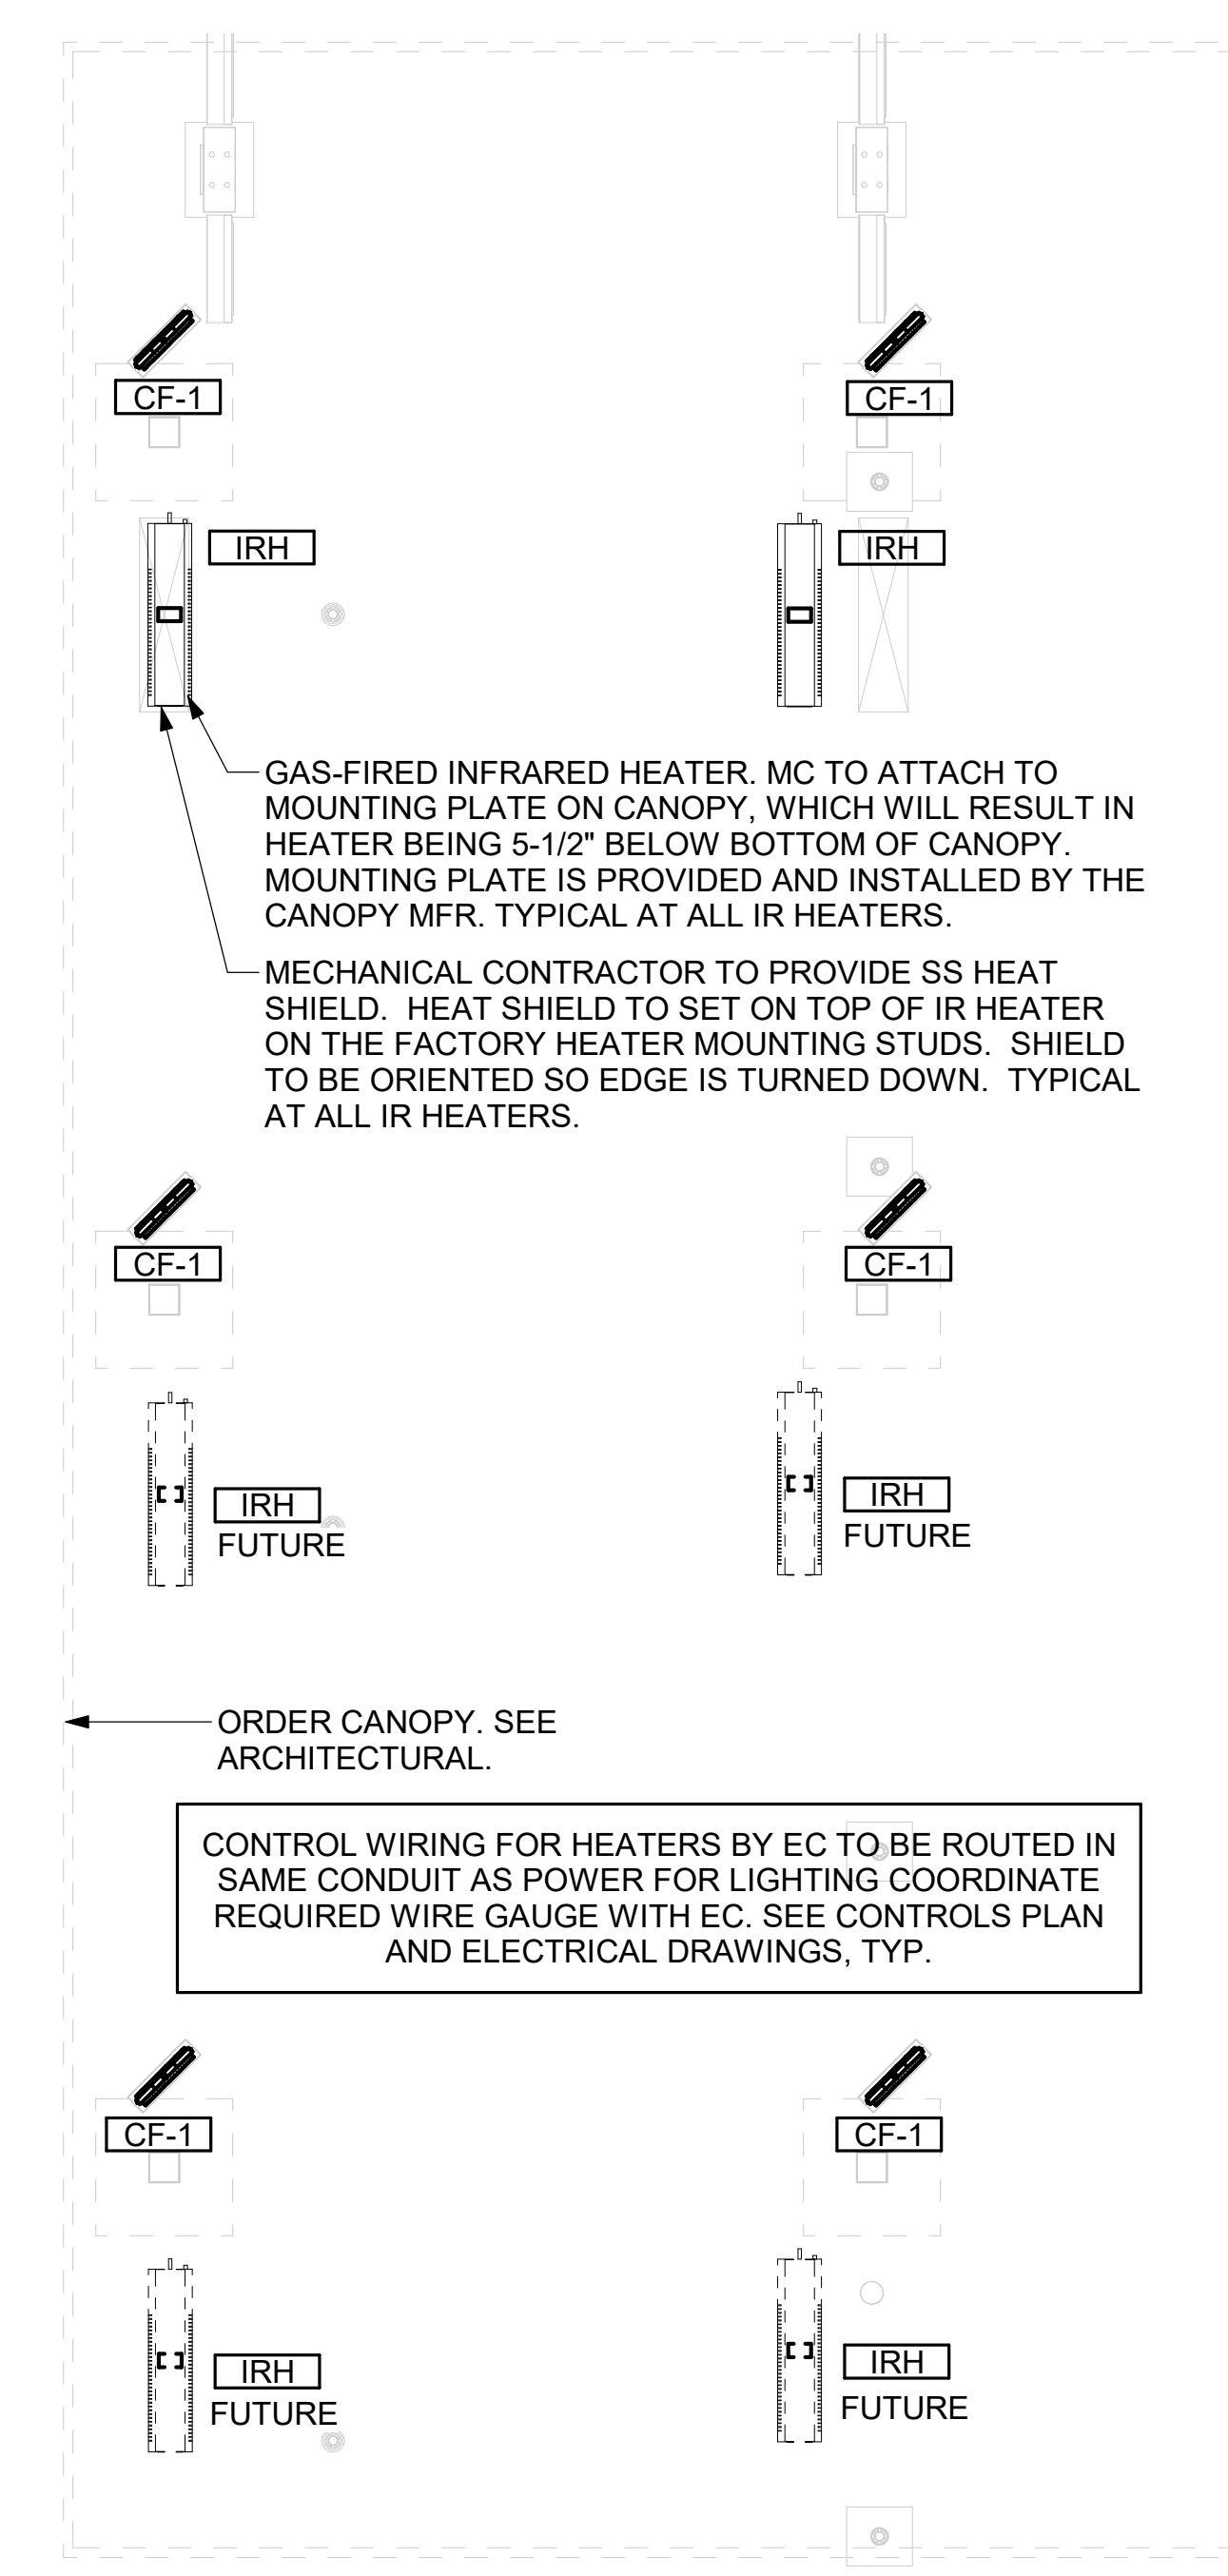 CF-1
CF-1
IRH
IRH
GAS-FIRED INFRARED HEATER. MC TO ATTACH TO
MOUNTING PLATE ON CANOPY, WHICH WILL RESULT IN
HEATER BEING 5-1/2" BELOW BOTTOM OF CANOPY.
MOUNTING PLATE IS PROVIDED AND INSTALLED BY THE
CANOPY MFR. TYPICAL AT ALL IR HEATERS.
MECHANICAL CONTRACTOR TO PROVIDE SS HEAT
SHIELD. HEAT SHIELD TO SET ON TOP OF IR HEATER
ON THE FACTORY HEATER MOUNTING STUDS. SHIELD
TO BE ORIENTED SO EDGE IS TURNED DOWN. TYPICAL
AT ALL IR HEATERS.
CF-1
CF-1
IRH
FUTURE
IRH
FUTURE
ORDER CANOPY. SEE
ARCHITECTURAL.
CONTROL WIRING FOR HEATERS BY EC TO BE ROUTED IN
SAME CONDUIT AS POWER FOR LIGHTING COORDINATE
REQUIRED WIRE GAUGE WITH EC. SEE CONTROLS PLAN
AND ELECTRICAL DRAWINGS, TYP.
CF-1
CF-1
IRH
FUTURE
IRH
FUTURE